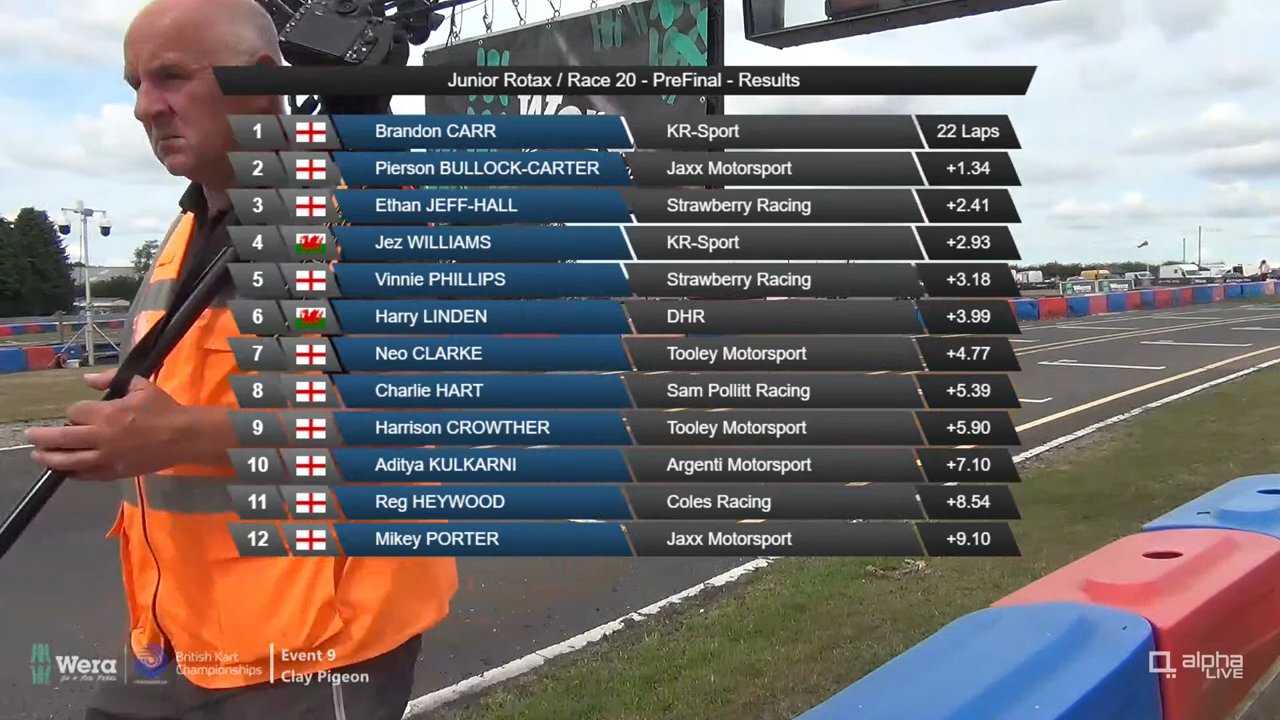 Junior Rotax / Race 20 - PreFinal - Results
1 Brandon CARR KR-Sport 22 Laps
2 Pierson BULLOCK-CARTER Jaxx Motorsport +1.34
3 Ethan JEFF-HALL Strawberry Racing +2.41
4 Jez WILLIAMS KR-Sport +2.93
5 Vinnie PHILLIPS Strawberry Racing +3.18
6 Harry LINDEN DHR +3.99
7 Neo CLARKE Tooley Motorsport +4.77
8 Charlie HART Sam Pollitt Racing +5.39
9 Harrison CROWTHER Tooley Motorsport +5.90
10 Aditya KULKARNI Argenti Motorsport +7.10
11 Reg HEYWOOD Coles Racing +8.54
12 Mikey PORTER Jaxx Motorsport +9.10
Wera
British Kart
Championships
Event 9
Clay Pigeon
alpha
LIVE